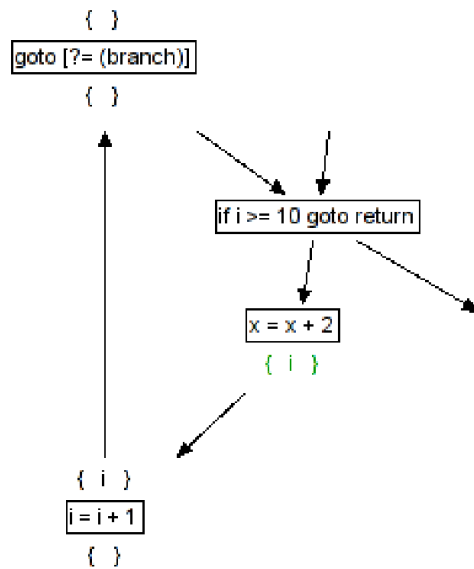 { }
goto [?= (branch)]
{ }
if i >= 10 goto return
x = x + 2
{ i }
{ i }
i = i + 1
{ }